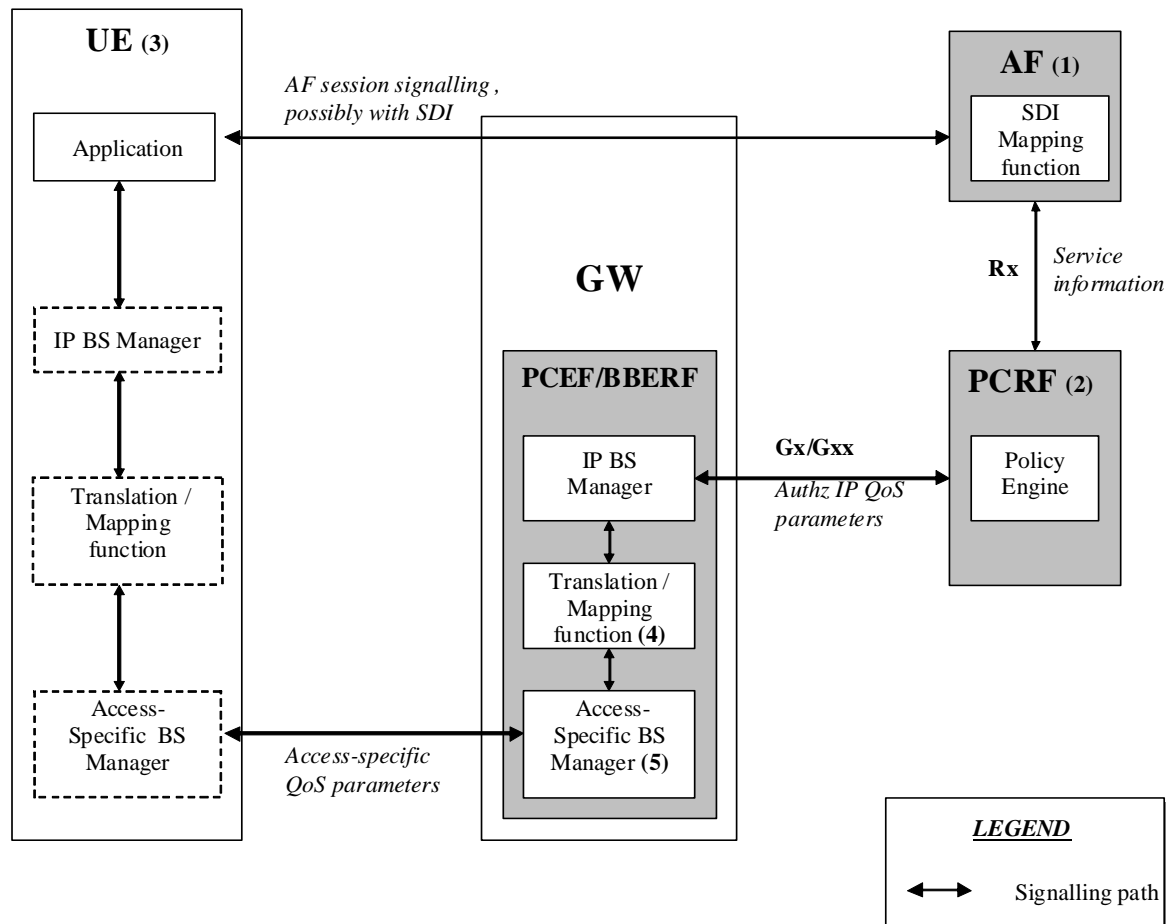 UE (3)
AF session signalling ,
possibly with SDI
AF (1)
SDI
Mapping
function
Application
GW
Rx
Service
information
IP BS Manager
PCEF/BBERF
PCRF (2)
IP BS
Manager
Gx/Gxx
Authz IP QoS
parameters
Policy
Engine
Translation /
Mapping
function
Translation /
Mapping
function (4)
Access-
Specific BS
Manager
Access-specific
QoS parameters
Access-
Specific BS
Manager (5)
LEGEND
Signalling path